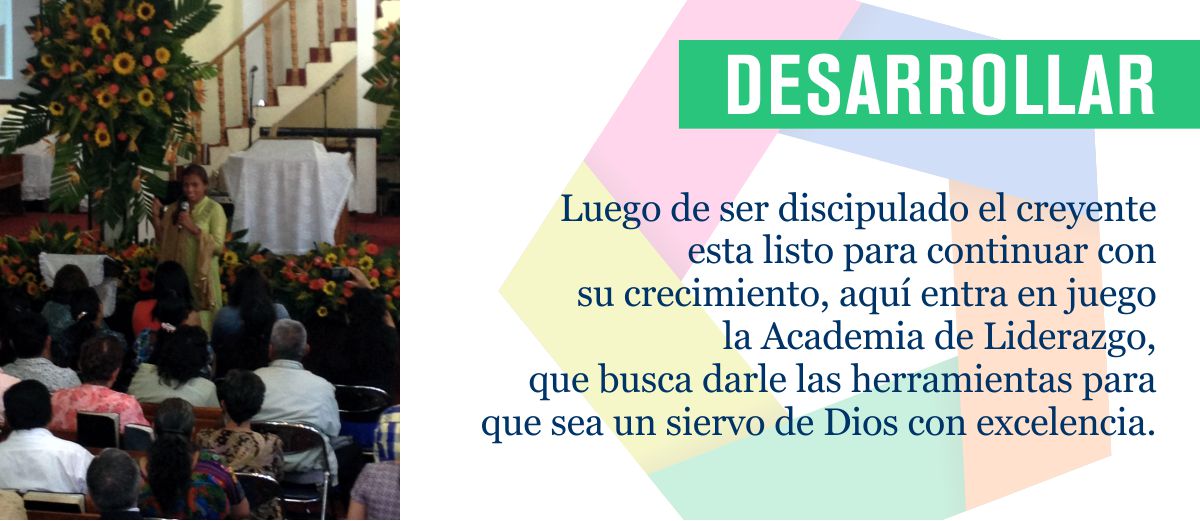 DESARROLLAR
Luego de ser discipulado el creyente
esta listo para continuar con
su crecimiento, aquí entra en juego
la Academia de Liderazgo,
que busca darle las herramientas para
que sea un siervo de Dios con excelencia.